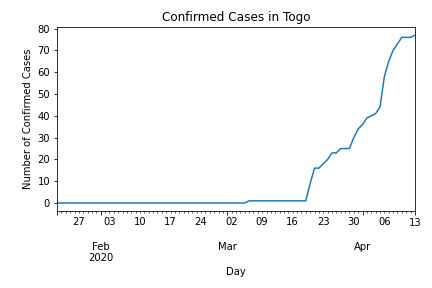 Confirmed Cases in Togo
Number of Confirmed Cases
80
70
60
50
40
30
20
10
0
27 03 10 17 24 02 09 16 23 30 06 13
Feb Mar Apr
2020
Day